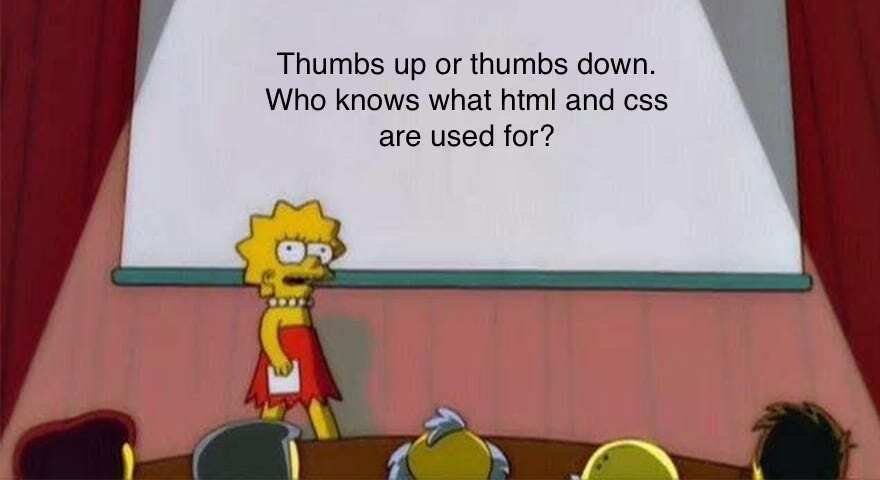 Thumbs up or thumbs down.
Who knows what html and css
are used for?